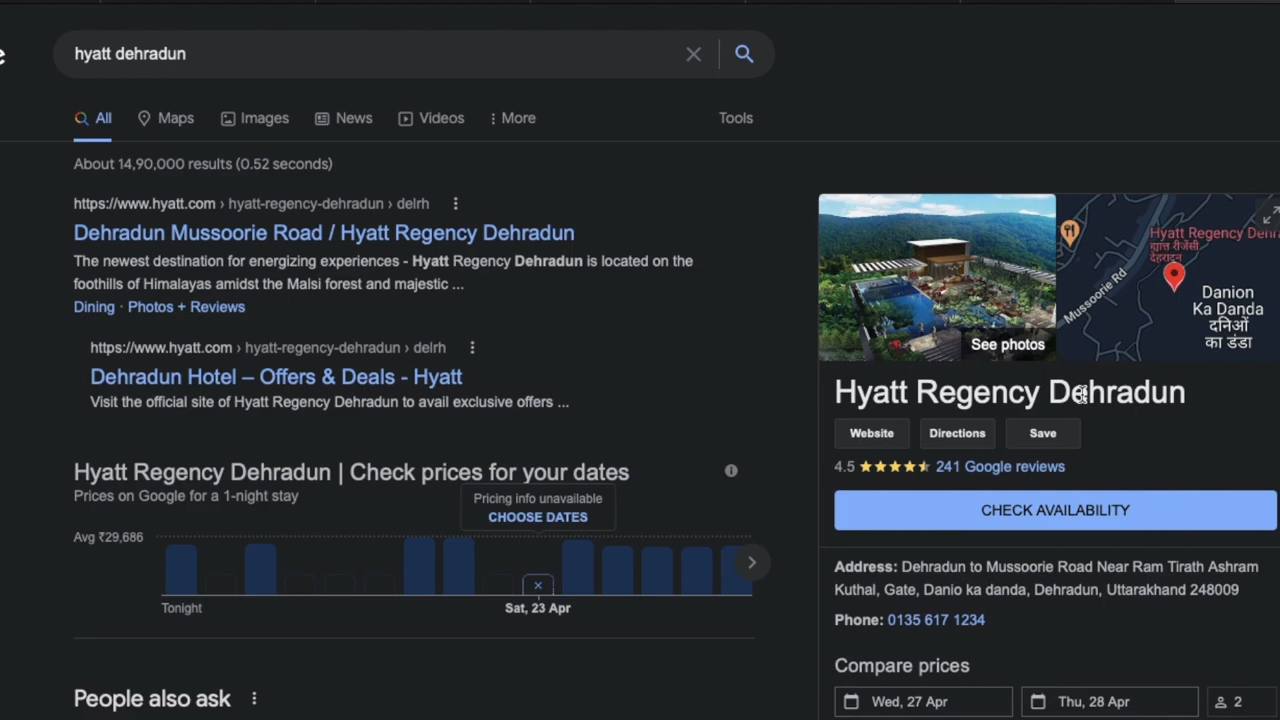 hyatt dehradun
All
Maps
Images
News
Videos
More
Tools
About 14,90,000 results (0.52 seconds)
https://www.hyatt.com › hyatt-regency-dehradun › delrh
Dehradun Mussoorie Road / Hyatt Regency Dehradun
The newest destination for energizing experiences - Hyatt Regency Dehradun is located on the
foothills of Himalayas amidst the Malsi forest and majestic ...
Dining · Photos + Reviews
https://www.hyatt.com › hyatt-regency-dehradun › delrh
Dehradun Hotel – Offers & Deals - Hyatt
Visit the official site of Hyatt Regency Dehradun to avail exclusive offers ...
Hyatt Regency Dehradun | Check prices for your dates
Prices on Google for a 1-night stay
Pricing info unavailable
CHOOSE DATES
Avg ₹29,686
Tonight
Sat, 23 Apr
People also ask
See photos
Hyatt Regency
ह्यात्त रीजेंसी
देहरादून
Mussoorie Rd
Danion
Ka Danda
दनिओं
का डंडा
Hyatt Regency Dehradun
Website
Directions
Save
4.5 241 Google reviews
CHECK AVAILABILITY
Address: Dehradun to Mussoorie Road Near Ram Tirath Ashram
Kuthal, Gate, Danio ka danda, Dehradun, Uttarakhand 248009
Phone: 0135 617 1234
Compare prices
Wed, 27 Apr
Thu, 28 Apr
2